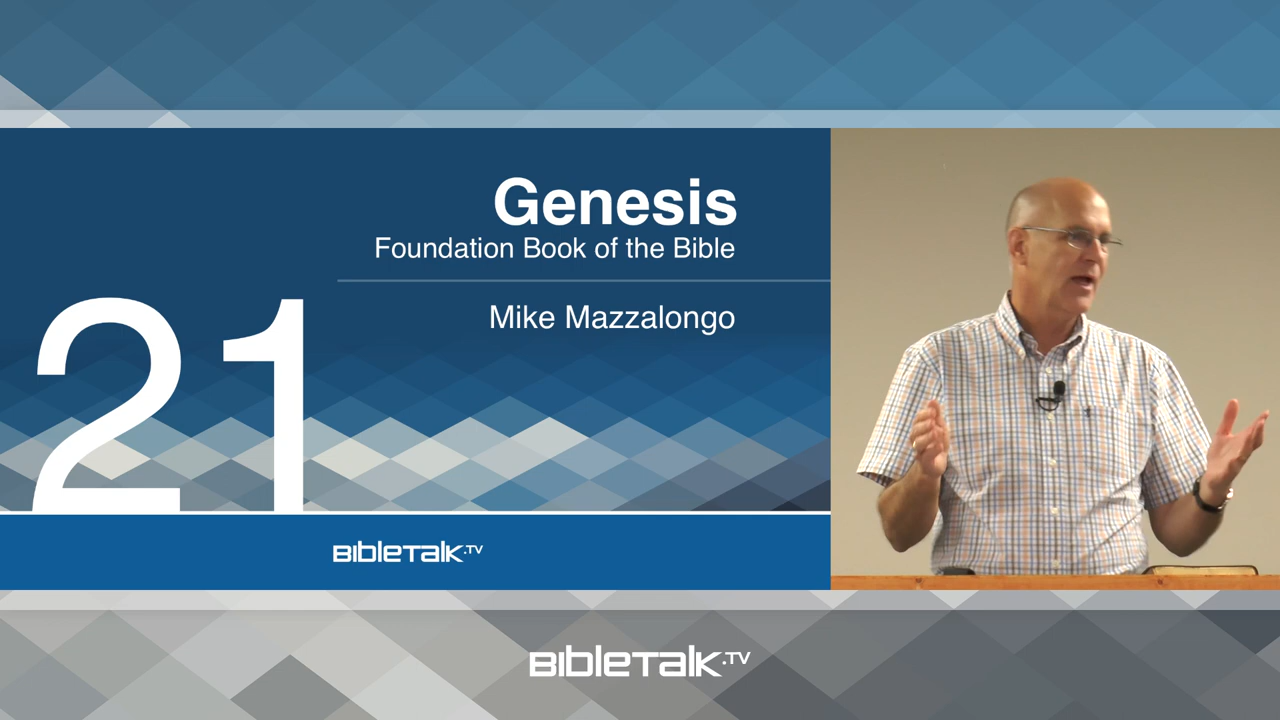 Genesis
Foundation Book of the Bible
Mike Mazzalongo
21
BIBLETALK.TV
BIBLETALK.TV